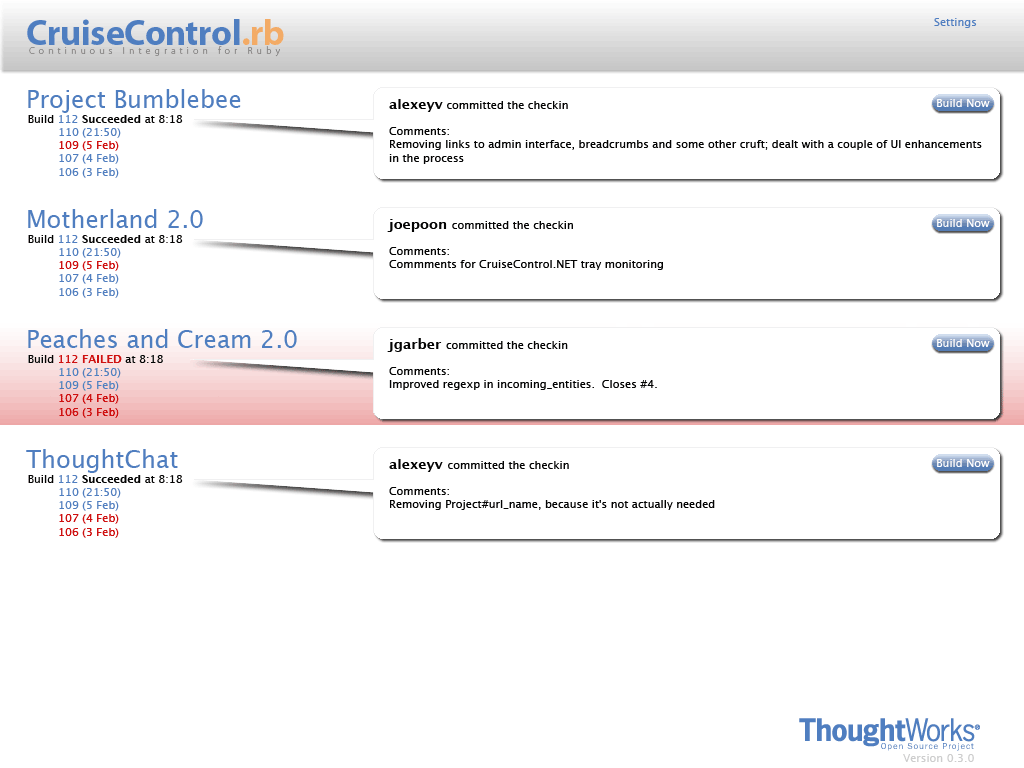 CruiseControl.rb
Continuous Integration for Ruby
Settings
Project Bumblebee
Build 112 Succeeded at 8:18
110 (21:50)
109 (5 Feb)
107 (4 Feb)
106 (3 Feb)
alexeyv committed the checkin
Build Now
Comments:
Removing links to admin interface, breadcrumbs and some other cruft; dealt with a couple of UI enhancements
in the process
Motherland 2.0
Build 112 Succeeded at 8:18
110 (21:50)
109 (5 Feb)
107 (4 Feb)
106 (3 Feb)
joepoon committed the checkin
Build Now
Comments:
Commments for CruiseControl.NET tray monitoring
Peaches and Cream 2.0
Build 112 FAILED at 8:18
110 (21:50)
109 (5 Feb)
107 (4 Feb)
106 (3 Feb)
jgarber committed the checkin
Build Now
Comments:
Improved regexp in incoming_entities.  Closes #4.
ThoughtChat
Build 112 Succeeded at 8:18
110 (21:50)
109 (5 Feb)
107 (4 Feb)
106 (3 Feb)
alexeyv committed the checkin
Build Now
Comments:
Removing Project#url_name, because it's not actually needed
ThoughtWorks®
Open Source Project
Version 0.3.0